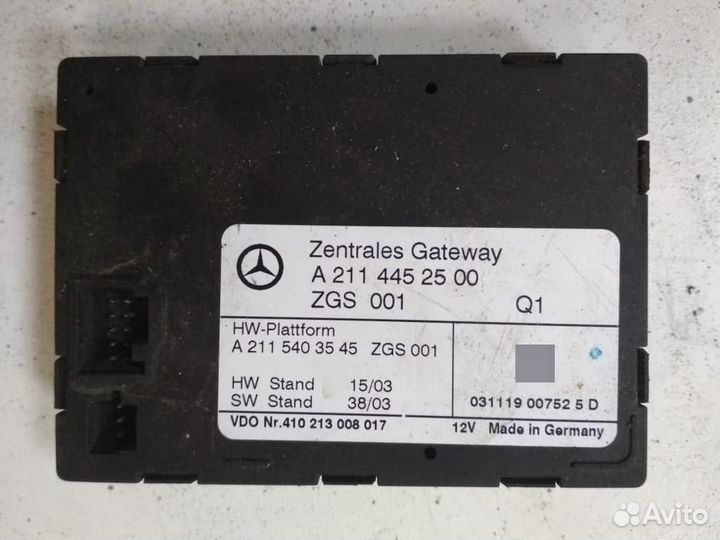 Zentrales Gateway
A 211 445 25 00
ZGS 001 Q1
HW-Plattform
A 211 540 35 45 ZGS 001
HW Stand 15/03
SW Stand 38/03
031119 00752 5 D
VDO Nr.410 213 008 017
12V Made in Germany
Avito